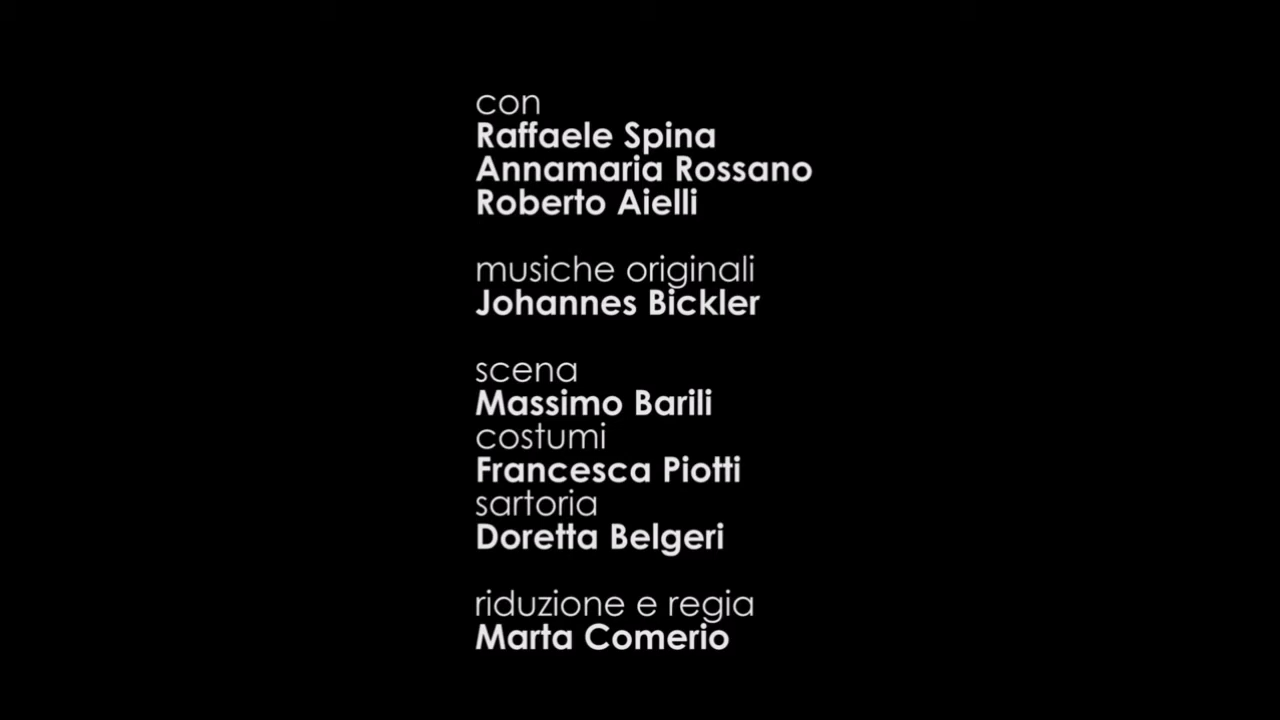 con
Raffaele Spina
Annamaria Rossano
Roberto Aielli
musiche originali
Johannes Bickler
scena
Massimo Barili
costumi
Francesca Piotti
sartoria
Doretta Belgeri
riduzione e regia
Marta Comerio